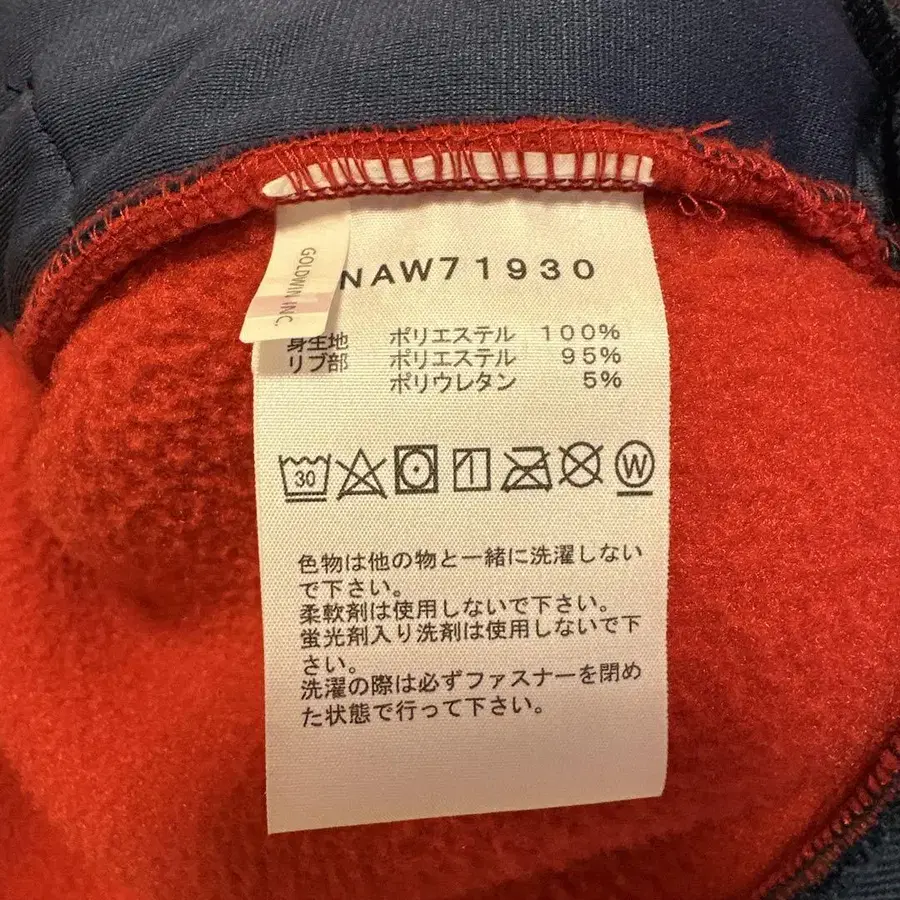 GOLDWIN INC.
NAW71930
身生地 ポリエステル 100%
リブ部 ポリエステル 95%
ポリウレタン 5%
30
W
色物は他の物と一緒に洗濯しない
で下さい。
柔軟剤は使用しないで下さい。
蛍光剤入り洗剤は使用しないで下
さい。
洗濯の際は必ずファスナーを閉め
た状態で行って下さい。